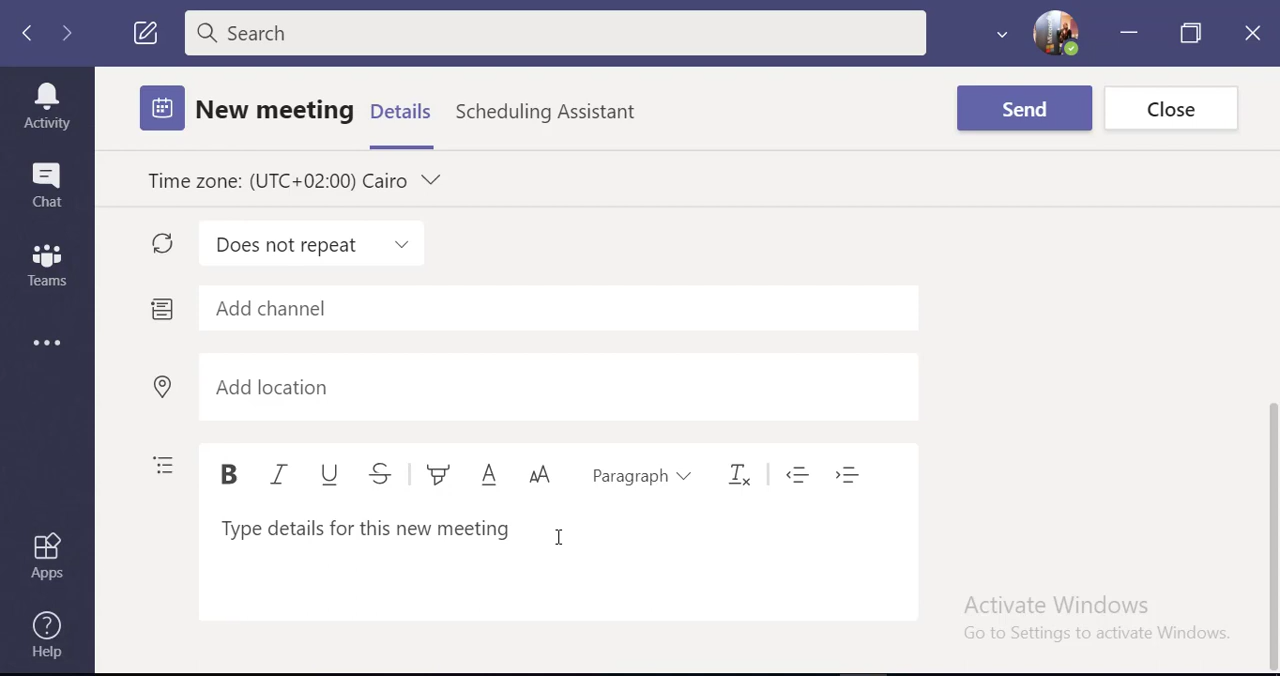 Search
Activity
Chat
Teams
Apps
Help
New meeting Details Scheduling Assistant Send Close
Time zone: (UTC+02:00) Cairo
Does not repeat
Add channel
Add location
B I U S A AA Paragraph Tx
Type details for this new meeting
Activate Windows
Go to Settings to activate Windows.